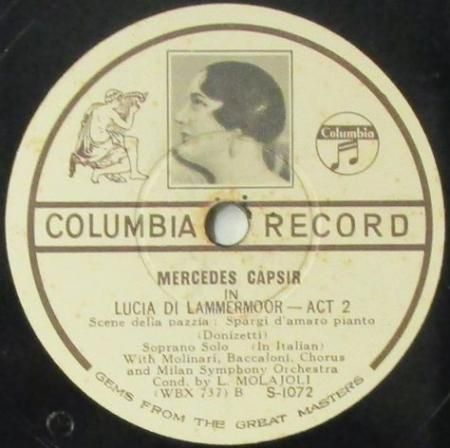 Columbia
COLUMBIA RECORD
MERCEDES CAPSIR
IN
LUCIA DI LAMMERMOOR — ACT 2
Scene della pazzia: Spargi d'amaro pianto
(Donizetti)
Soprano Solo (In Italian)
With Molinari, Baccaloni, Chorus
and Milan Symphony Orchestra
Cond. by L. MOLAJOLI
(WBX 737) B S-1072
GEMS FROM THE GREAT MASTERS